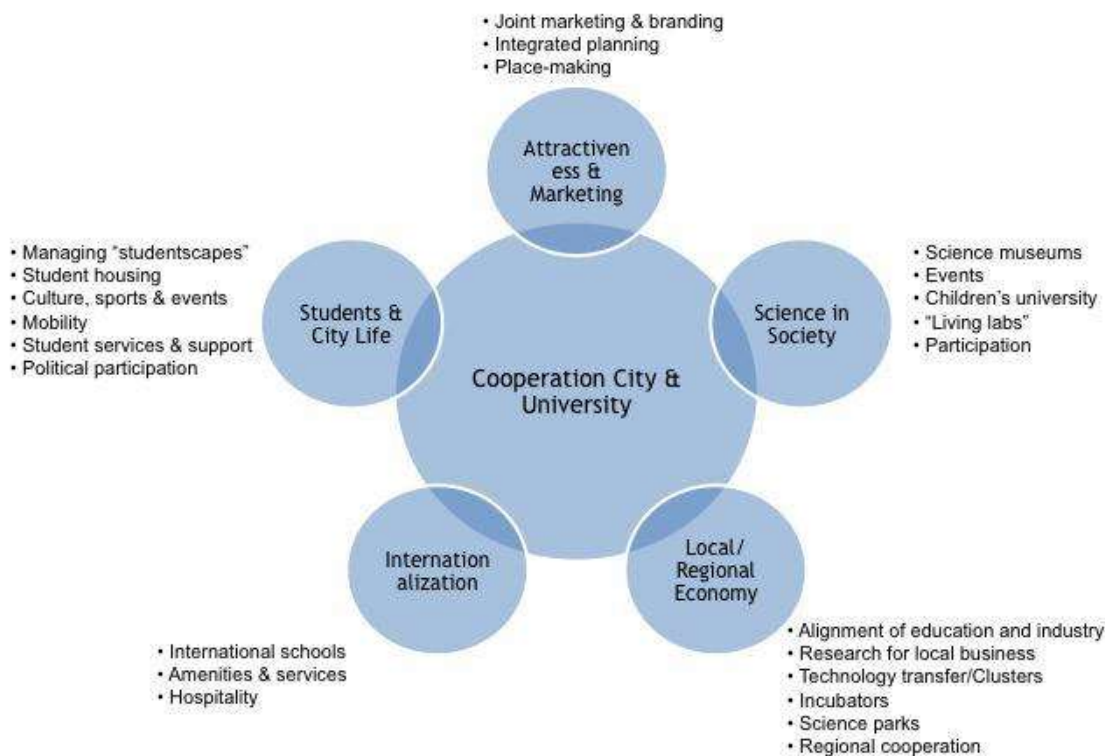 • Joint marketing & branding
• Integrated planning
• Place-making
Attractiven
ess &
Marketing
• Managing “studentscapes”
• Student housing
• Culture, sports & events
• Mobility
• Student services & support
• Political participation
Students &
City Life
Science in
Society
• Science museums
• Events
• Children’s university
• “Living labs”
• Participation
Cooperation City &
University
Internation
alization
Local/
Regional
Economy
• International schools
• Amenities & services
• Hospitality
• Alignment of education and industry
• Research for local business
• Technology transfer/Clusters
• Incubators
• Science parks
• Regional cooperation